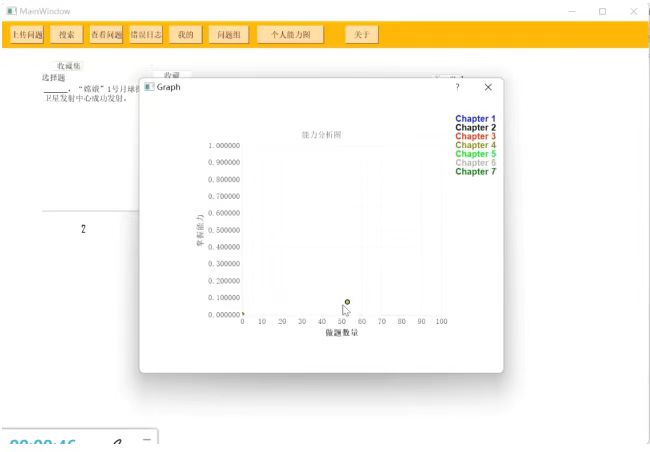 MainWindow
上传问题 搜索 查看问题 错误日志 我的 问题组 个人能力图 关于
收藏集
收藏
选择题
_____，“嫦娥”1号月球探
卫星发射中心成功发射。
2
Graph
?
能力分析图
Chapter 1
Chapter 2
Chapter 3
Chapter 4
Chapter 5
Chapter 6
Chapter 7
掌握能力
1.000000
0.900000
0.800000
0.700000
0.600000
0.500000
0.400000
0.300000
0.200000
0.100000
0.000000
0 10 20 30 40 50 60 70 80 90 100
做题数量
00:00:46